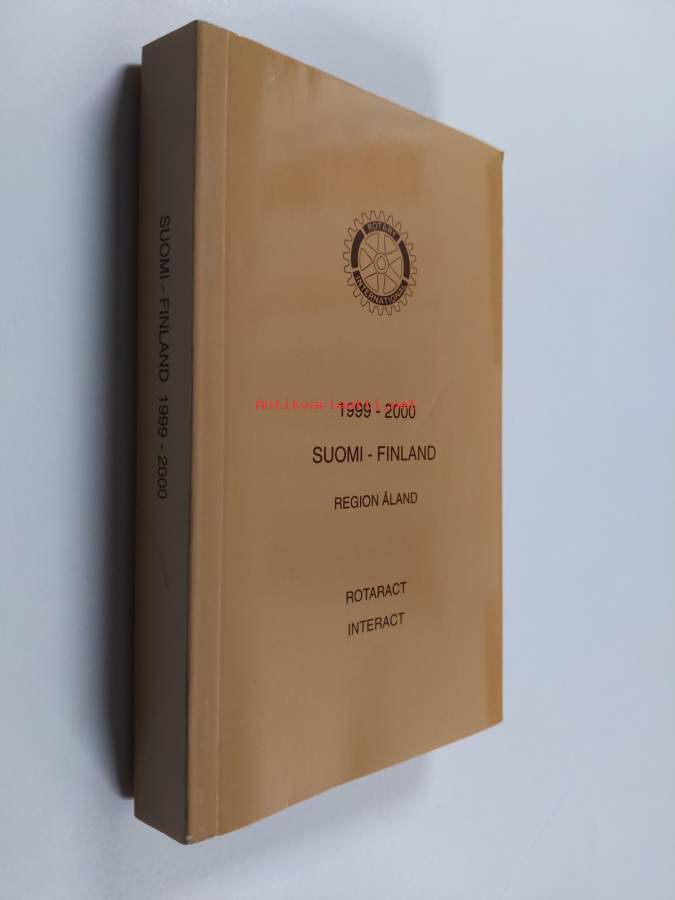 SUOMI - FINLAND 1999 - 2000
ROTARY
INTERNATIONAL
1999 - 2000
Antikvariaatti.net
SUOMI - FINLAND
REGION ÅLAND
ROTARACT
INTERACT